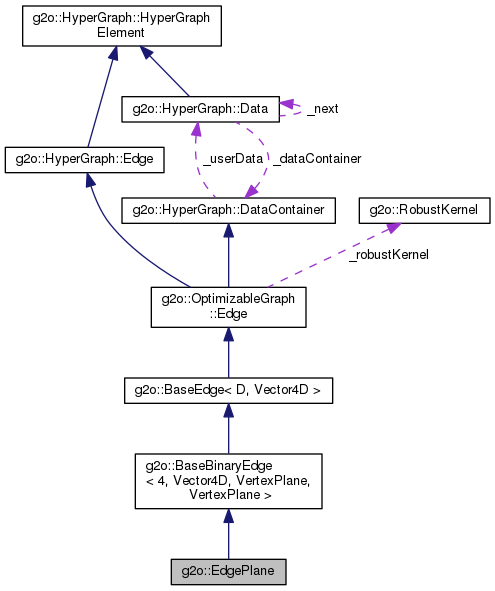 g2o::HyperGraph::HyperGraph
Element
g2o::HyperGraph::Data
_next
g2o::HyperGraph::Edge
_userData
_dataContainer
g2o::HyperGraph::DataContainer
g2o::RobustKernel
_robustKernel
g2o::OptimizableGraph
::Edge
g2o::BaseEdge< D, Vector4D >
g2o::BaseBinaryEdge
< 4, Vector4D, VertexPlane,
VertexPlane >
g2o::EdgePlane